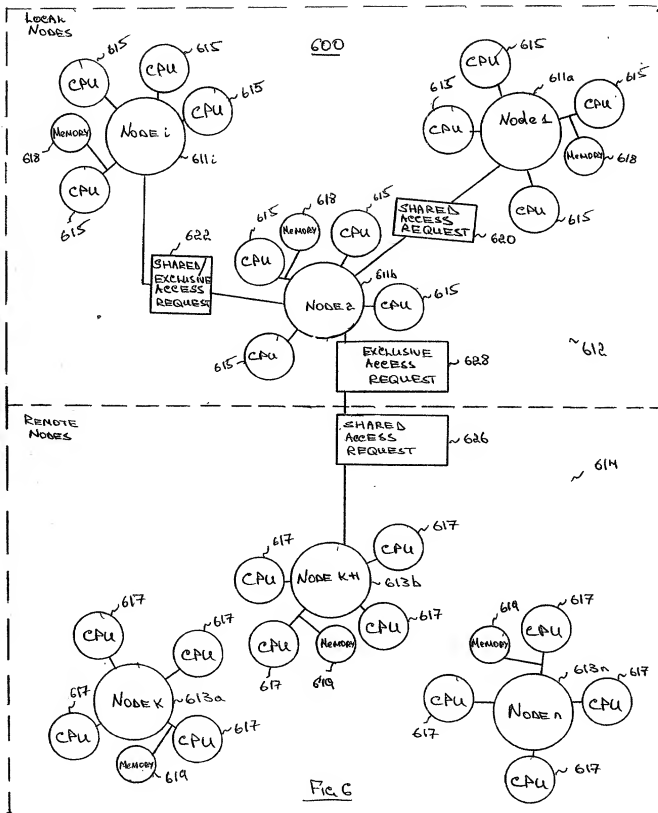 LOCAL
NODES
600
615
CPU
615
CPU
615
CPU
MEMORY
618
CPU
615
NODE i
611i
615
CPU
615
CPU
611a
615
CPU
Node 1
MEMORY
618
CPU
615
622
SHARED/
EXCLUSIVE
ACCESS
REQUEST
SHARED
ACCESS
REQUEST
620
615
CPU
618
MEMORY
615
CPU
611b
NODE 2
CPU
615
615
CPU
EXCLUSIVE
ACCESS
REQUEST
628
612
REMOTE
NODES
SHARED
ACCESS
REQUEST
626
614
617
CPU
617
CPU
NODE K+1
613b
CPU
617
MEMORY
619
CPU
617
617
CPU
617
CPU
617
CPU
NODE K
613a
CPU
617
MEMORY
619
619
MEMORY
617
CPU
613n
617
CPU
CPU
617
NODE n
CPU
617
FIG 6